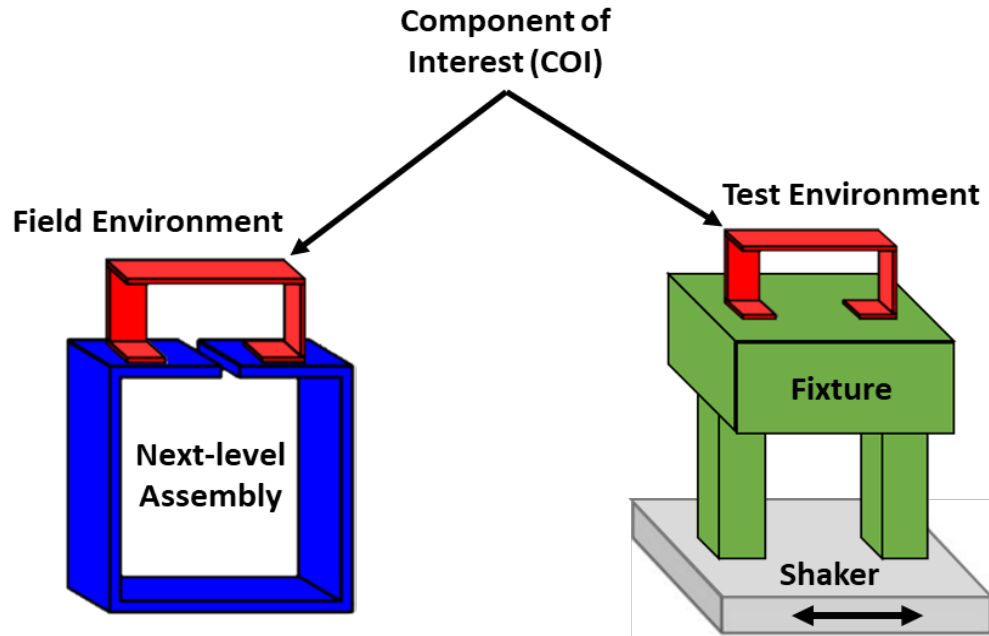 Component of
Interest (COI)
Field Environment
Test Environment
Next-level
Assembly
Fixture
Shaker